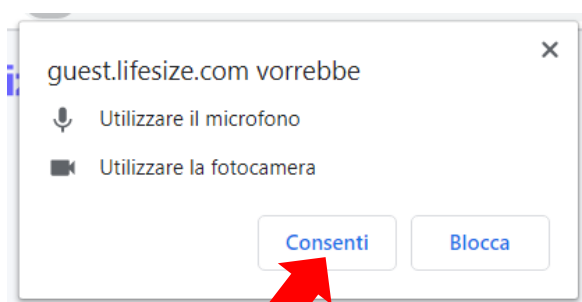 guest.lifesize.com vorrebbe
Utilizzare il microfono
Utilizzare la fotocamera
Consenti Blocca